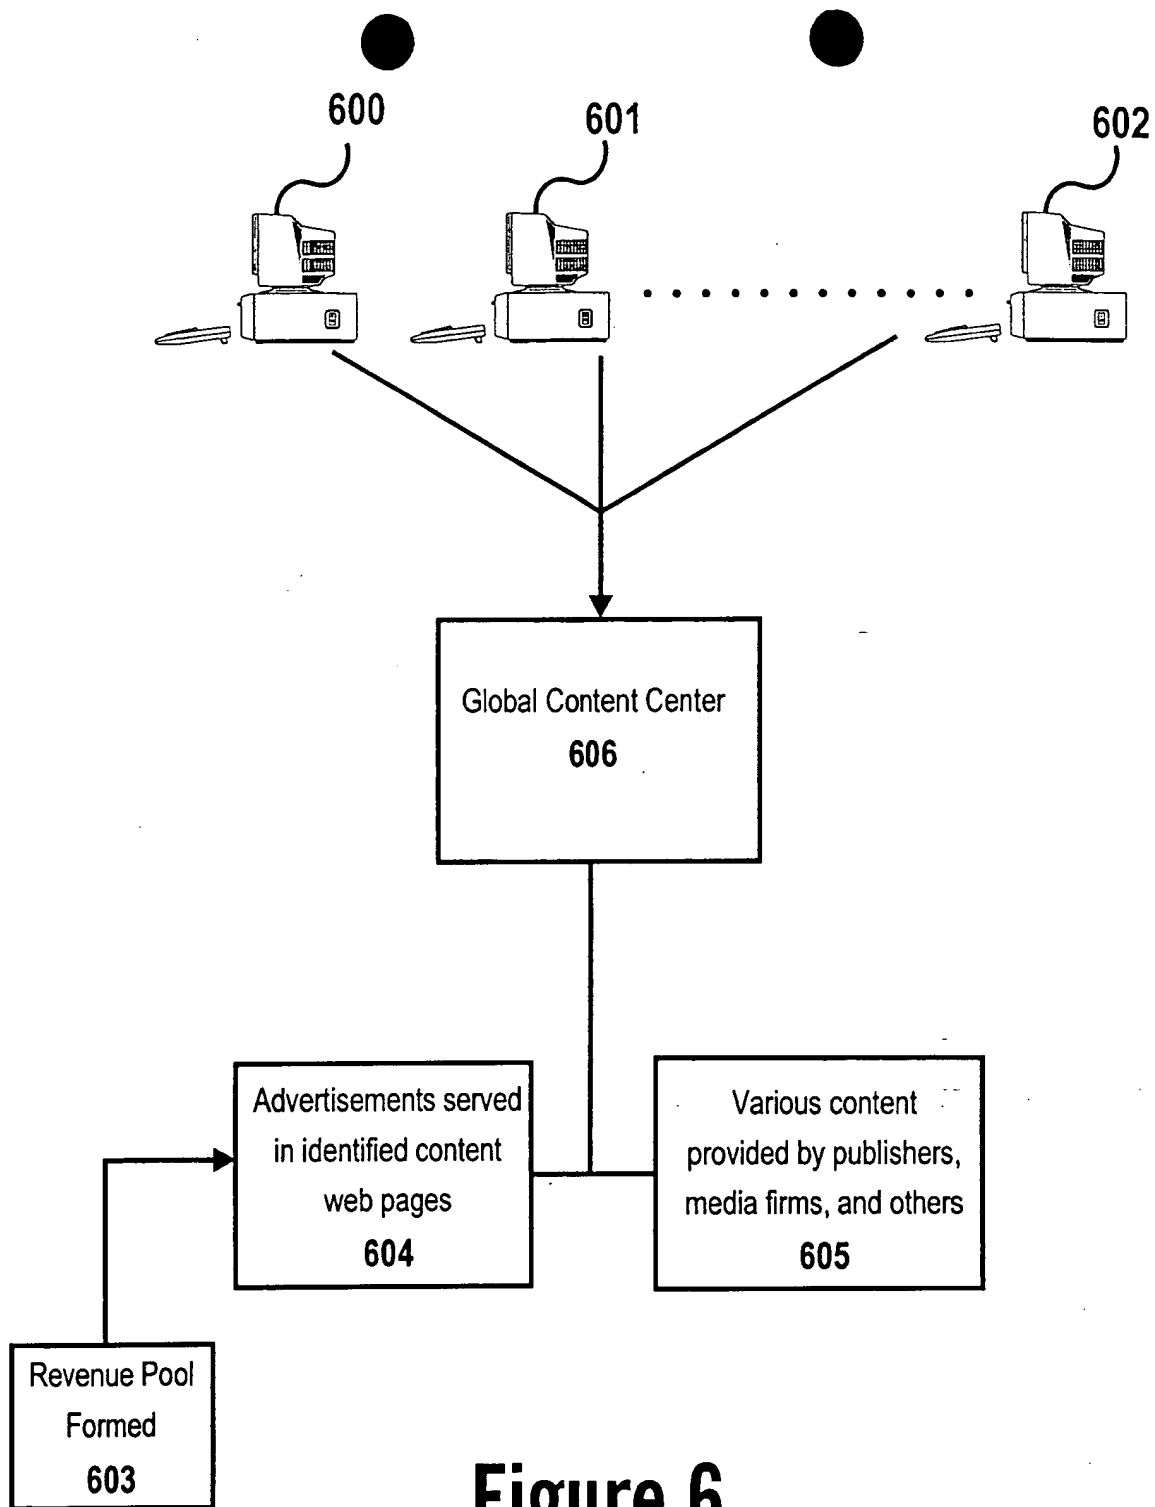 600
601
602
Global Content Center
606
Advertisements served
in identified content
web pages
604
Various content
provided by publishers,
media firms, and others
605
Revenue Pool
Formed
603
Figure 6